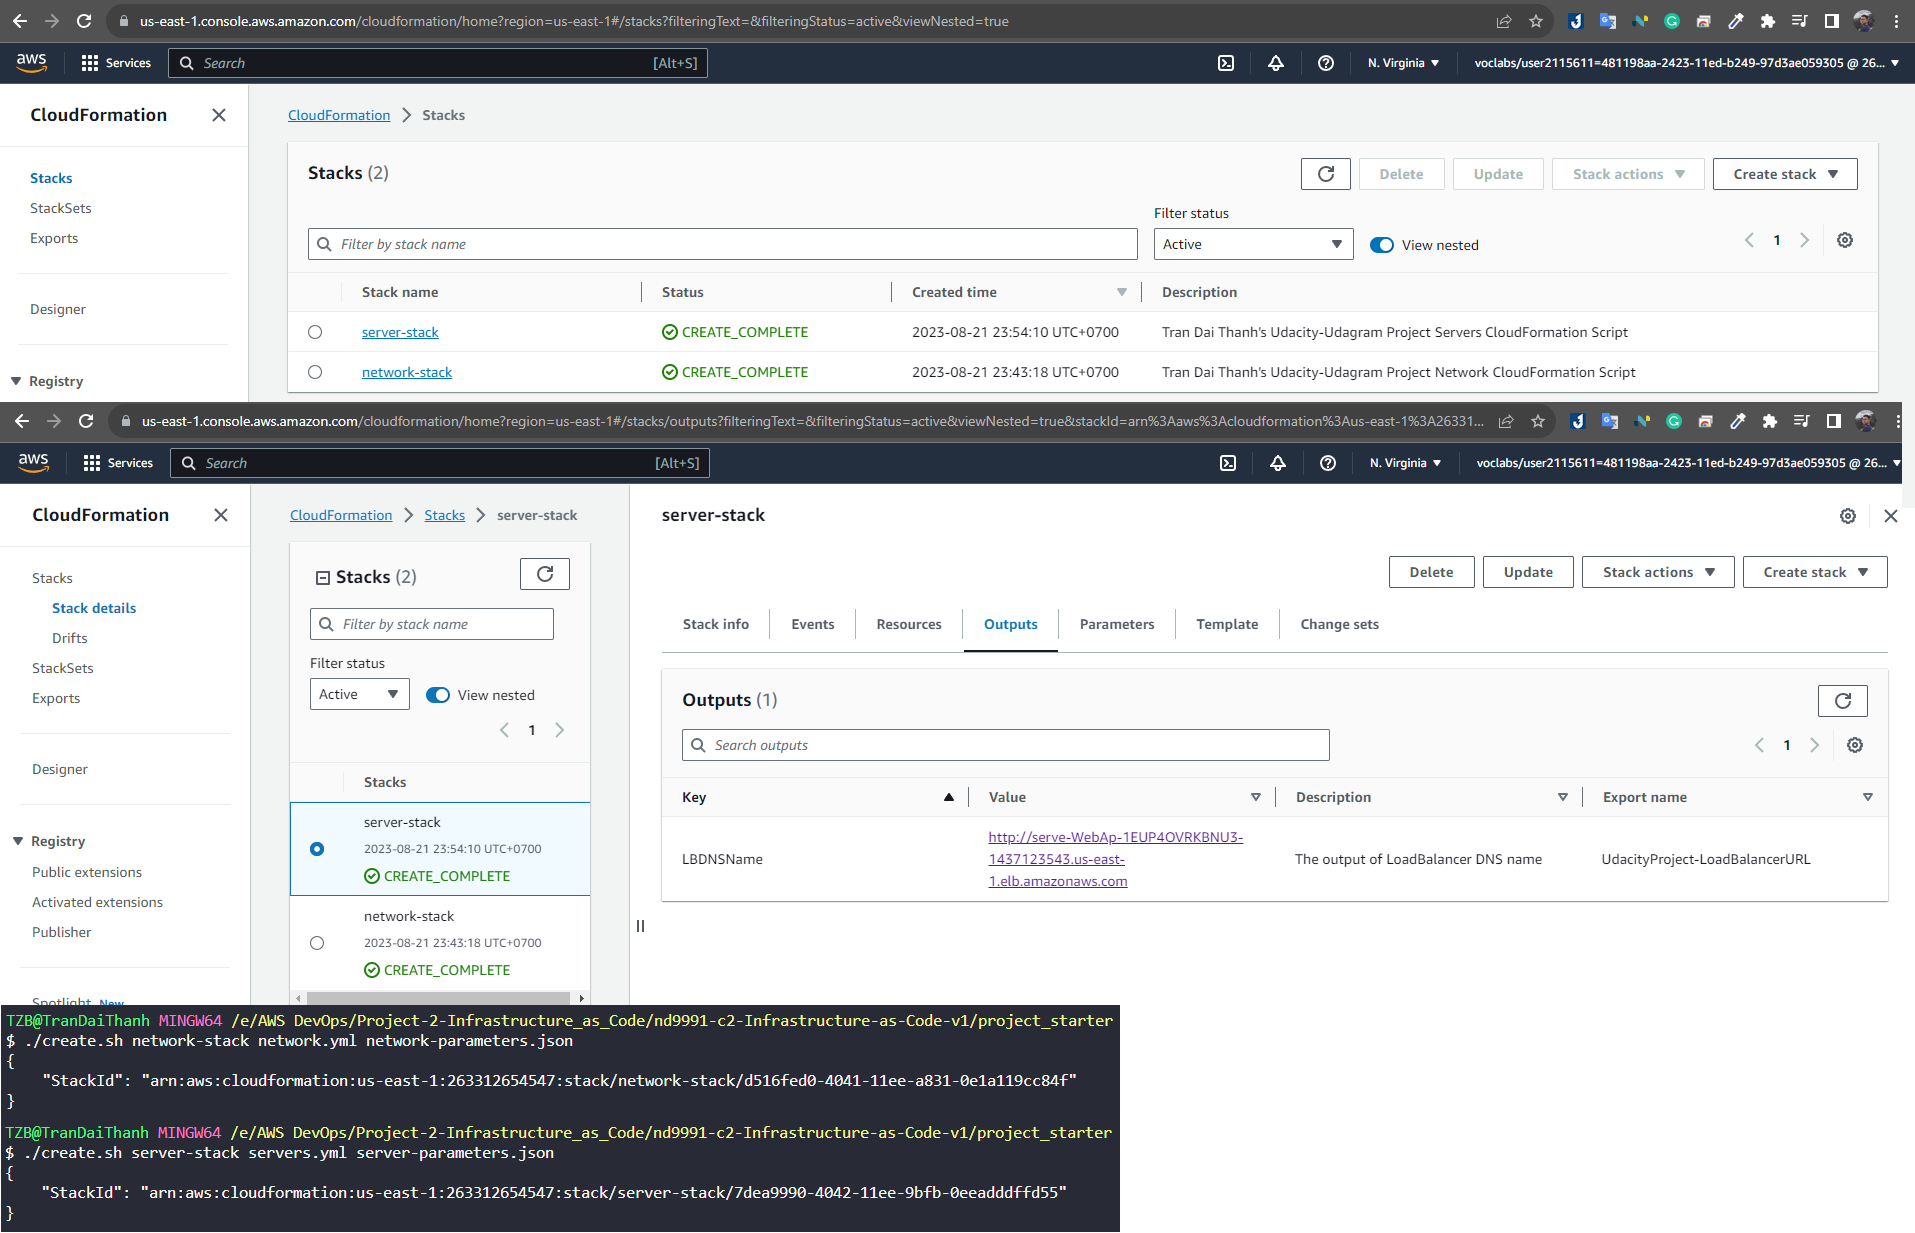 us-east-1.console.aws.amazon.com/cloudformation/home?region=us-east-1#/stacks?filteringText=&filteringStatus=active&viewNested=true
aws Services Search [Alt+S] N. Virginia voclabs/user2115611=481198aa-2423-11ed-b249-97d3ae059305 @ 26...
CloudFormation
Stacks
StackSets
Exports
Designer
Registry
CloudFormation > Stacks
Stacks (2)
Delete Update Stack actions Create stack
Filter status
Filter by stack name Active View nested 1
Stack name Status Created time Description
server-stack CREATE_COMPLETE 2023-08-21 23:54:10 UTC+0700 Tran Dai Thanh's Udacity-Udagram Project Servers CloudFormation Script
network-stack CREATE_COMPLETE 2023-08-21 23:43:18 UTC+0700 Tran Dai Thanh's Udacity-Udagram Project Network CloudFormation Script
us-east-1.console.aws.amazon.com/cloudformation/home?region=us-east-1#/stacks/outputs?filteringText=&filteringStatus=active&viewNested=true&stackId=arn%3Aaws%3Acloudformation%3Aus-east-1%3A26331...
aws Services Search [Alt+S] N. Virginia voclabs/user2115611=481198aa-2423-11ed-b249-97d3ae059305 @ 26...
CloudFormation
Stacks
Stack details
Drifts
StackSets
Exports
Designer
Registry
Public extensions
Activated extensions
Publisher
Spotlight New
CloudFormation > Stacks > server-stack
Stacks (2)
Filter by stack name
Filter status
Active View nested
1
Stacks
server-stack
2023-08-21 23:54:10 UTC+0700
CREATE_COMPLETE
network-stack
2023-08-21 23:43:18 UTC+0700
CREATE_COMPLETE
server-stack
Delete Update Stack actions Create stack
Stack info Events Resources Outputs Parameters Template Change sets
Outputs (1)
Search outputs 1
Key Value Description Export name
LBDNSName
http://serve-WebAp-1EUP4OVRKBNU3-
1437123543.us-east-
1.elb.amazonaws.com
The output of LoadBalancer DNS name
UdacityProject-LoadBalancerURL
TZB@TranDaiThanh MINGW64 /e/AWS DevOps/Project-2-Infrastructure_as_Code/nd9991-c2-Infrastructure-as-Code-v1/project_starter
$ ./create.sh network-stack network.yml network-parameters.json
{
"StackId": "arn:aws:cloudformation:us-east-1:263312654547:stack/network-stack/d516fed0-4041-11ee-a831-0e1a119cc84f"
}
TZB@TranDaiThanh MINGW64 /e/AWS DevOps/Project-2-Infrastructure_as_Code/nd9991-c2-Infrastructure-as-Code-v1/project_starter
$ ./create.sh server-stack servers.yml server-parameters.json
{
"StackId": "arn:aws:cloudformation:us-east-1:263312654547:stack/server-stack/7dea9990-4042-11ee-9bfb-0eeadddffd55"
}